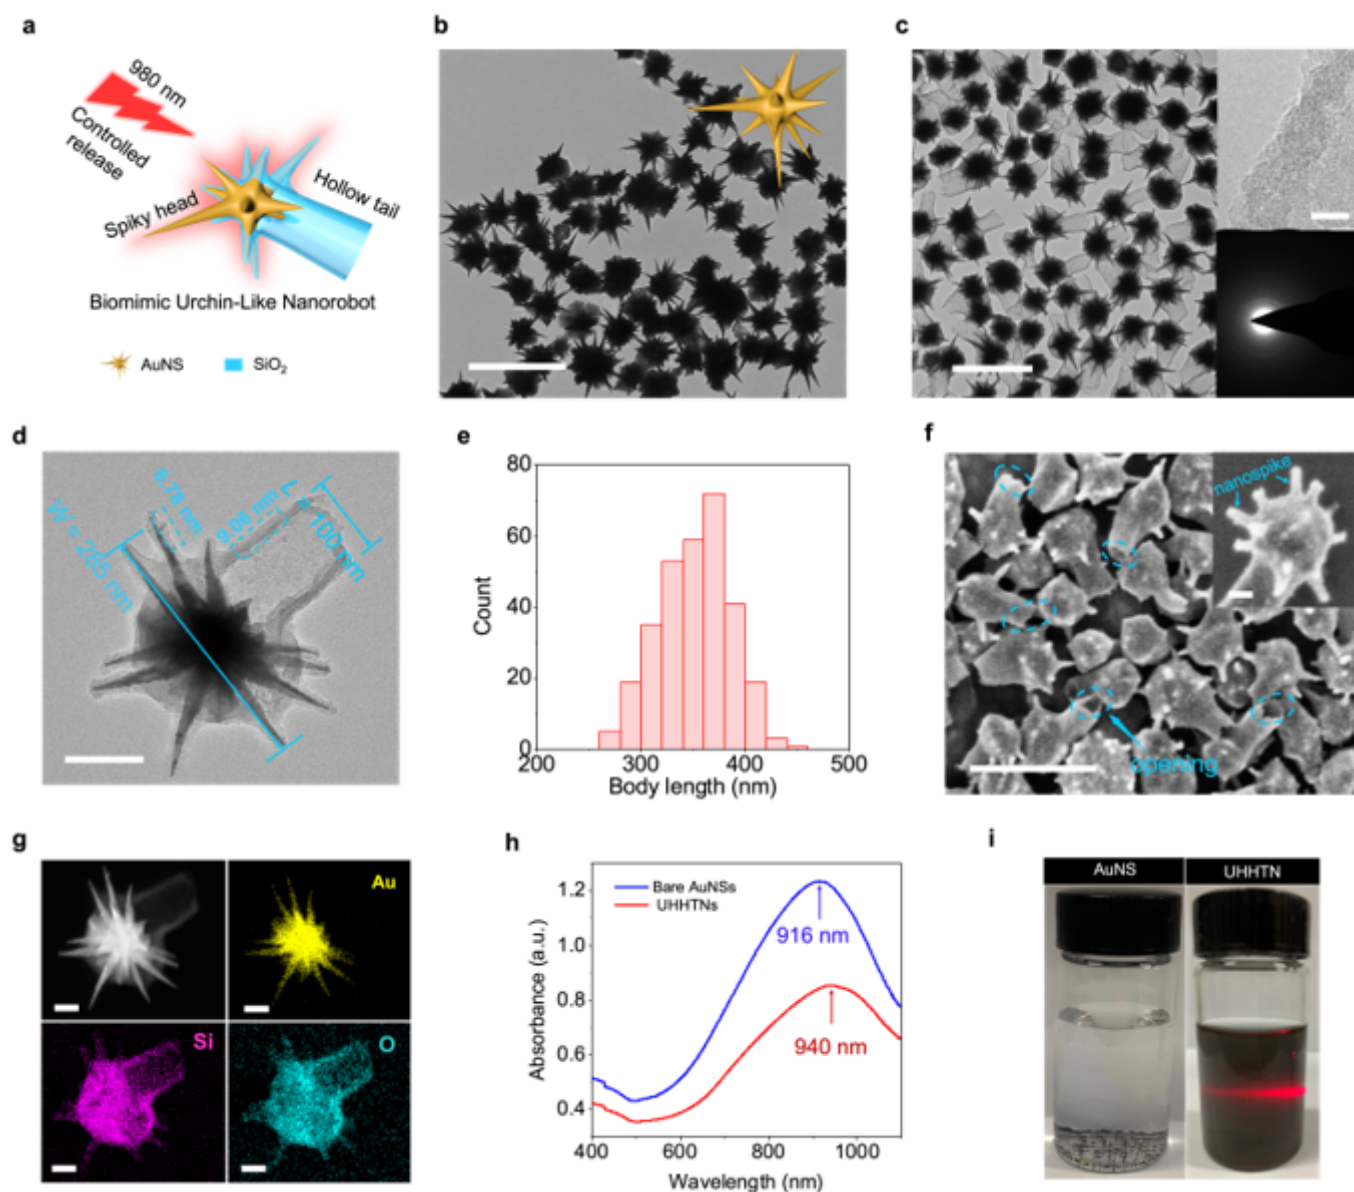 a
980 nm
Controlled
release
Spiky head
Hollow tail
Biomimic Urchin-Like Nanorobot
AuNS
SiO₂
b
c
d
W = 285 nm
6.78 nm
9.06 nm
L = 100 nm
e
80
60
40
20
0
Count
200
300
400
500
Body length (nm)
f
nanospike
opening
g
Au
Si
O
h
1.2
1.0
0.8
0.6
0.4
Absorbance (a.u.)
Bare AuNSs
UHHTNs
916 nm
940 nm
400
600
800
1000
Wavelength (nm)
i
AuNS
UHHTN